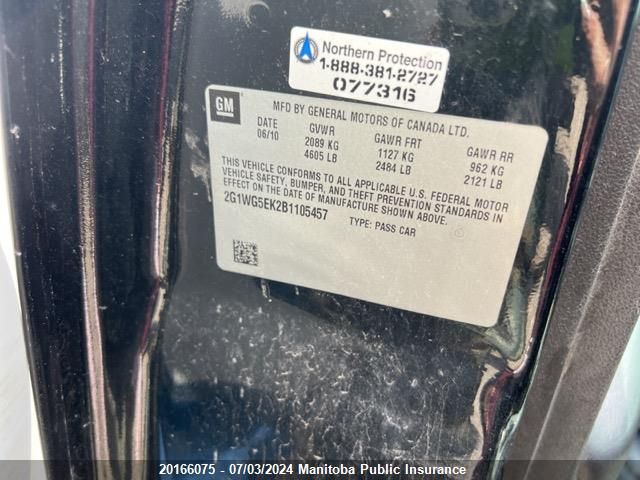 Northern Protection
1-888-381-2727
077316
GM
MFD BY GENERAL MOTORS OF CANADA LTD.
DATE GVWR GAWR FRT GAWR RR
06/10 2089 KG 1127 KG 962 KG
4605 LB 2484 LB 2121 LB
THIS VEHICLE CONFORMS TO ALL APPLICABLE U.S. FEDERAL MOTOR
VEHICLE SAFETY, BUMPER, AND THEFT PREVENTION STANDARDS IN
EFFECT ON THE DATE OF MANUFACTURE SHOWN ABOVE.
2G1WG5EK2B1105457 TYPE: PASS CAR
20166075 - 07/03/2024 Manitoba Public Insurance